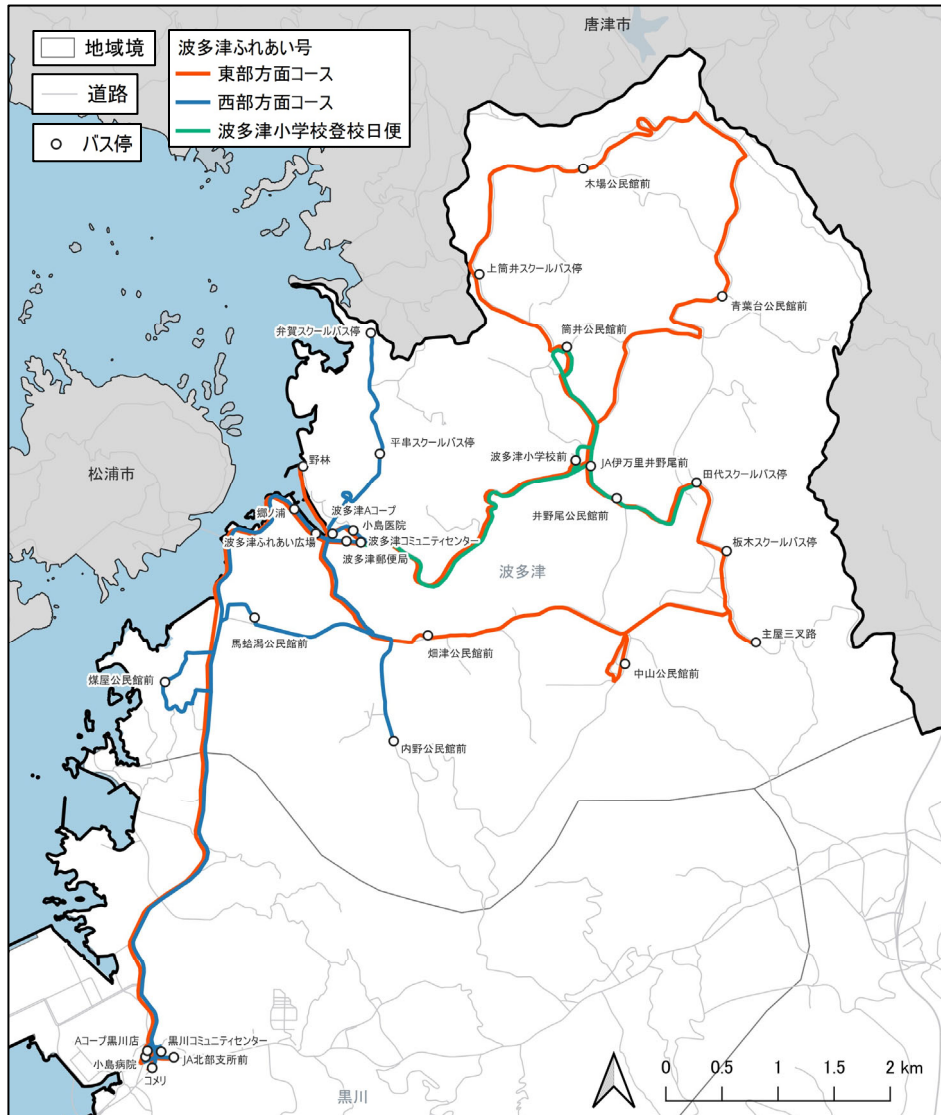 唐津市
地域境
道路
バス停
波多津ふれあい号
東部方面コース
西部方面コース
波多津小学校登校日便
木場公民館前
上筒井スクールバス停
青葉台公民館前
弁賀スクールバス停
筒井公民館前
平串スクールバス停
波多津小学校前
JA伊万里井野尾前
野林
松浦市
田代スクールバス停
井野尾公民館前
波多津Aコープ
郷ノ浦
小島医院
波多津ふれあい広場
波多津コミュニティセンター
波多津郵便局
板木スクールバス停
波多津
馬蛤潟公民館前
畑津公民館前
主屋三叉路
中山公民館前
煤屋公民館前
内野公民館前
Aコープ黒川店
黒川コミュニティセンター
小島病院
JA北部支所前
コメリ
黒川
0 0.5 1 1.5 2 km